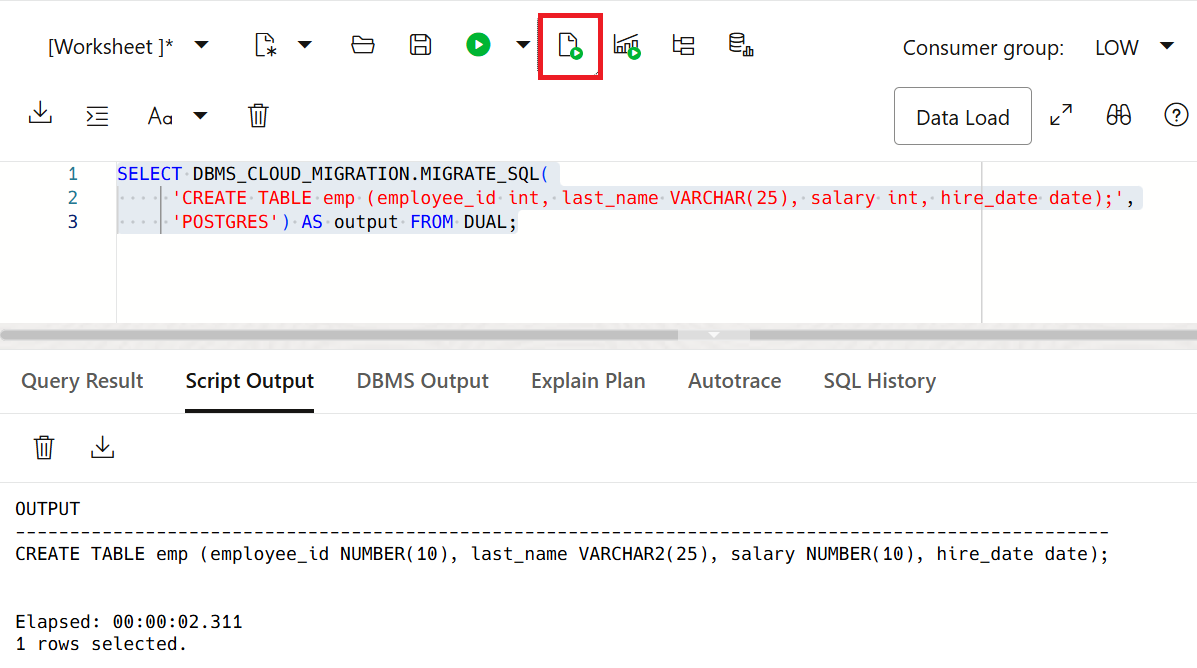 [Worksheet ]*
Consumer group: LOW
Aa
Data Load
?
1 SELECT DBMS_CLOUD_MIGRATION.MIGRATE_SQL(
2 'CREATE TABLE emp (employee_id int, last_name VARCHAR(25), salary int, hire_date date);',
3 'POSTGRES') AS output FROM DUAL;
Query Result Script Output DBMS Output Explain Plan Autotrace SQL History
OUTPUT
-----------------------------------------------------------------------------------------------------
CREATE TABLE emp (employee_id NUMBER(10), last_name VARCHAR2(25), salary NUMBER(10), hire_date date);
Elapsed: 00:00:02.311
1 rows selected.